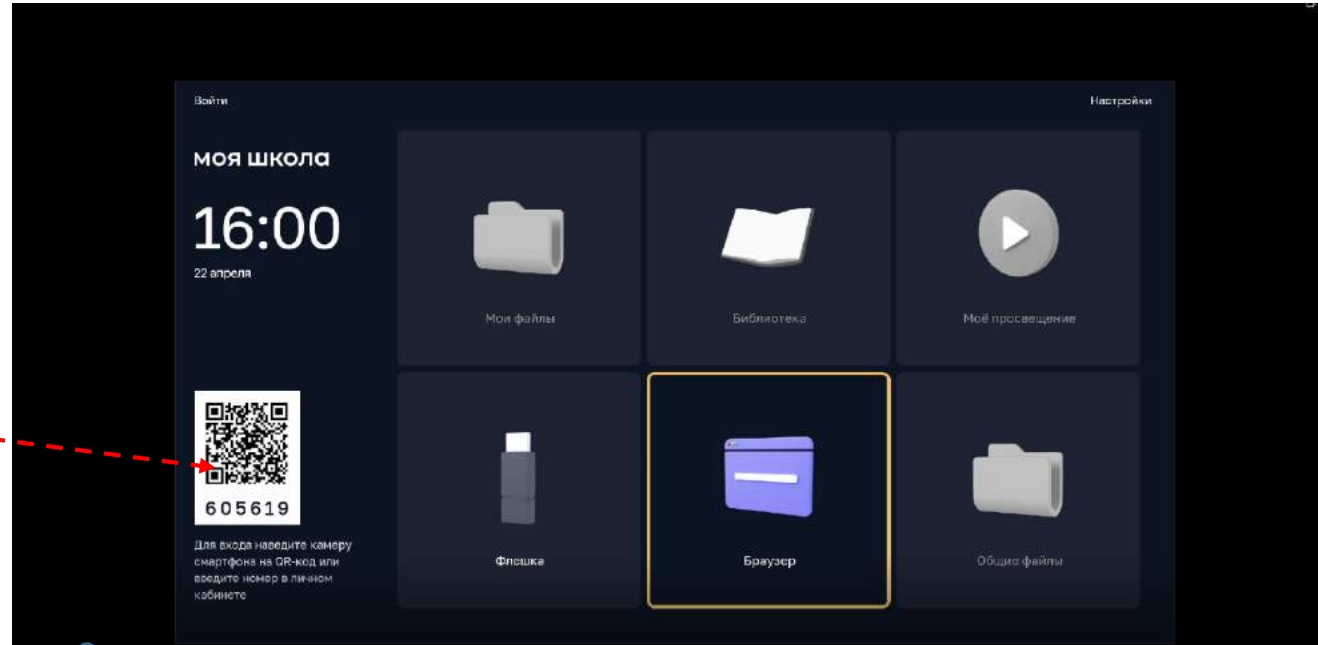 Войти
Настройки
моя школа
16:00
22 апреля
Мои файлы
Библиотека
Моё просвещение
605619
Для входа наведите камеру
смартфона на QR-код или
введите номер в личном
кабинете
Флешка
Браузер
Общие файлы